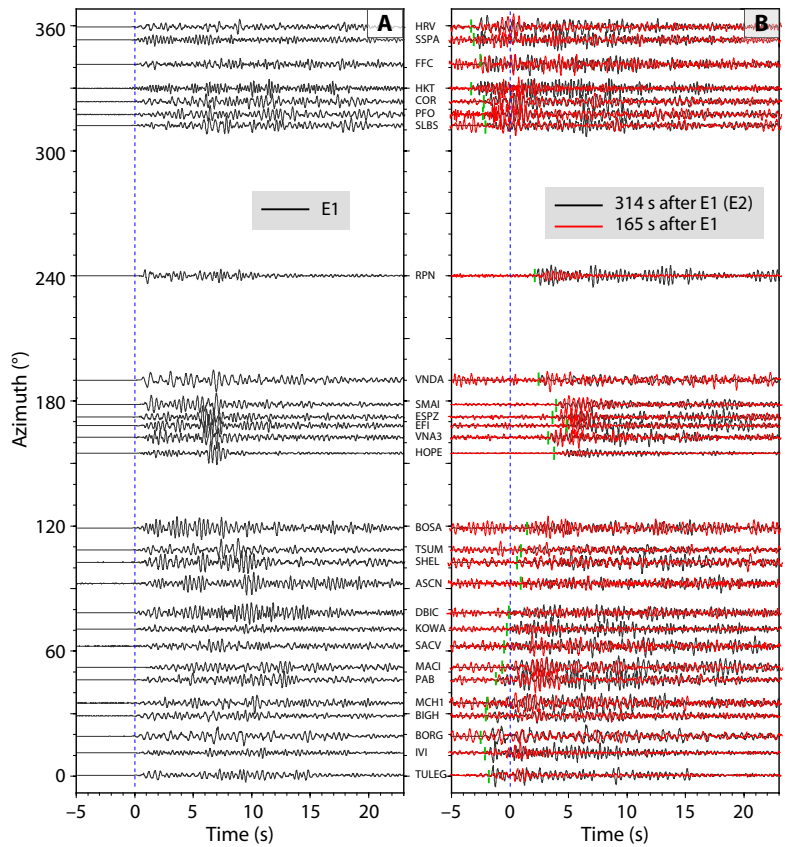 A
B
360
300
240
180
120
60
0
Azimuth (°)
E1
314 s after E1 (E2)
165 s after E1
HRV
SSPA
FFC
HKT
COR
PFO
SLBS
RPN
VNDA
SMAI
ESPZ
EFI
VNA3
HOPE
BOSA
TSUM
SHEL
ASCN
DBIC
KOWA
SACV
MACI
PAB
MCH1
BIGH
BORG
IVI
TULEG
−5 0 5 10 15 20
−5 0 5 10 15 20
Time (s)
Time (s)